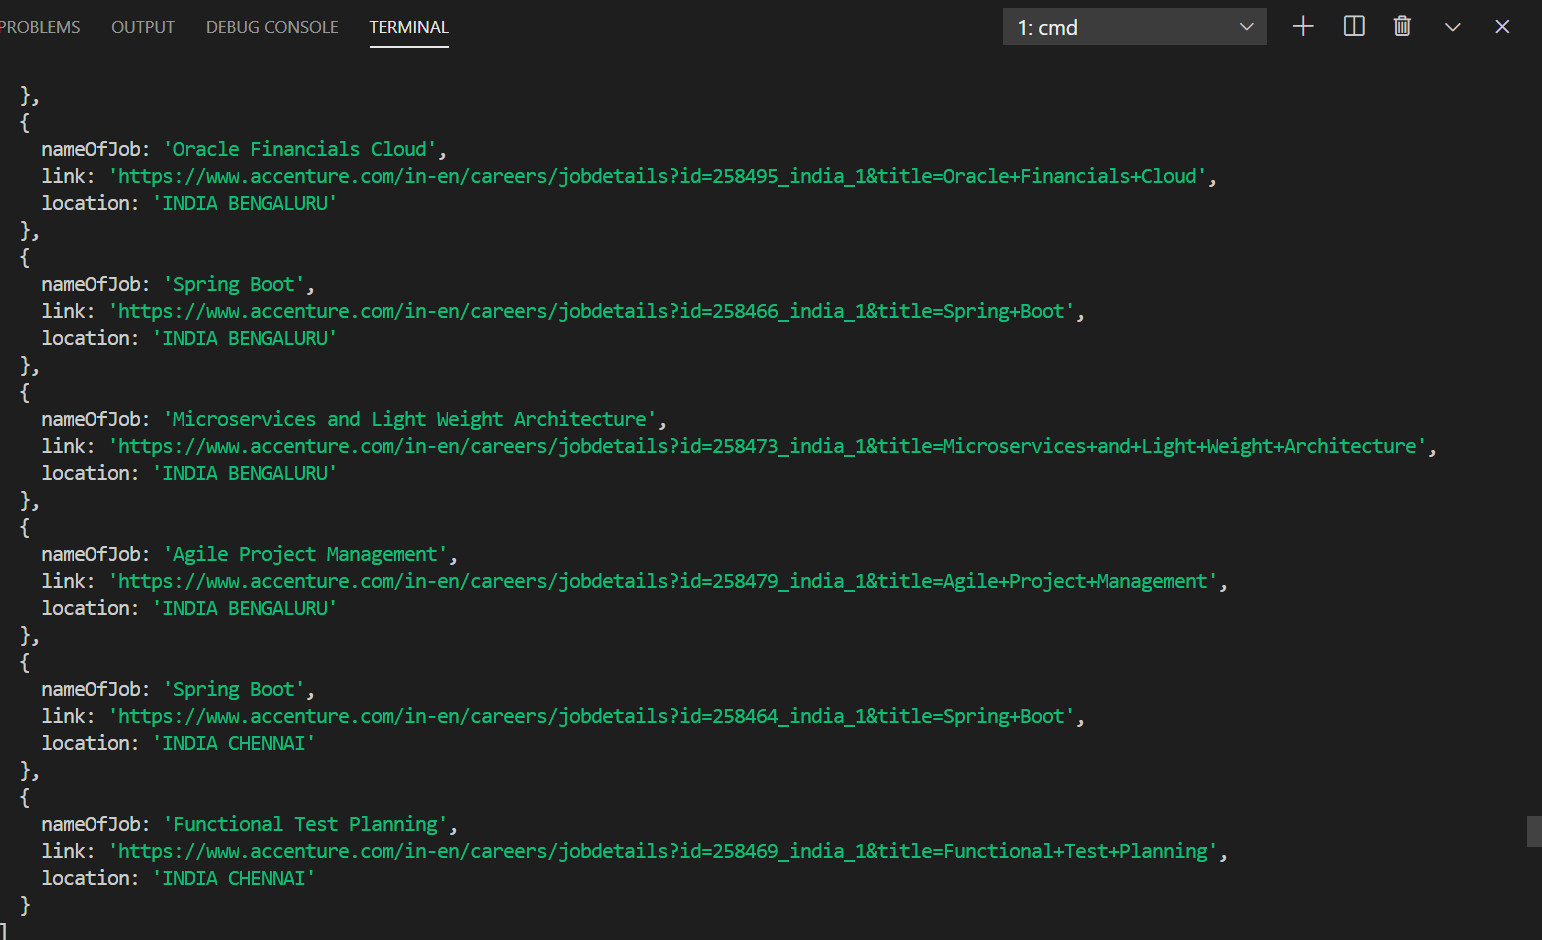 PROBLEMS OUTPUT DEBUG CONSOLE TERMINAL 1: cmd
},
{
nameOfJob: 'Oracle Financials Cloud',
link: 'https://www.accenture.com/in-en/careers/jobdetails?id=258495_india_1&title=Oracle+Financials+Cloud',
location: 'INDIA BENGALURU'
},
{
nameOfJob: 'Spring Boot',
link: 'https://www.accenture.com/in-en/careers/jobdetails?id=258466_india_1&title=Spring+Boot',
location: 'INDIA BENGALURU'
},
{
nameOfJob: 'Microservices and Light Weight Architecture',
link: 'https://www.accenture.com/in-en/careers/jobdetails?id=258473_india_1&title=Microservices+and+Light+Weight+Architecture',
location: 'INDIA BENGALURU'
},
{
nameOfJob: 'Agile Project Management',
link: 'https://www.accenture.com/in-en/careers/jobdetails?id=258479_india_1&title=Agile+Project+Management',
location: 'INDIA BENGALURU'
},
{
nameOfJob: 'Spring Boot',
link: 'https://www.accenture.com/in-en/careers/jobdetails?id=258464_india_1&title=Spring+Boot',
location: 'INDIA CHENNAI'
},
{
nameOfJob: 'Functional Test Planning',
link: 'https://www.accenture.com/in-en/careers/jobdetails?id=258469_india_1&title=Functional+Test+Planning',
location: 'INDIA CHENNAI'
}
]